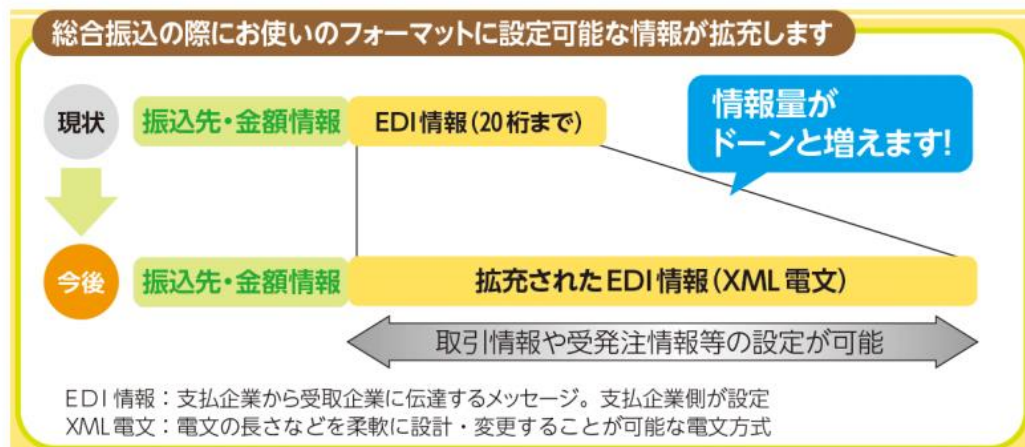 総合振込の際にお使いのフォーマットに設定可能な情報が拡充します
現状
振込先・金額情報
EDI情報(20桁まで)
情報量が
ドーンと増えます!
今後
振込先・金額情報
拡充されたEDI情報(XML電文)
取引情報や受発注情報等の設定が可能
EDI情報：支払企業から受取企業に伝達するメッセージ。支払企業側が設定
XML電文：電文の長さなどを柔軟に設計・変更することが可能な電文方式